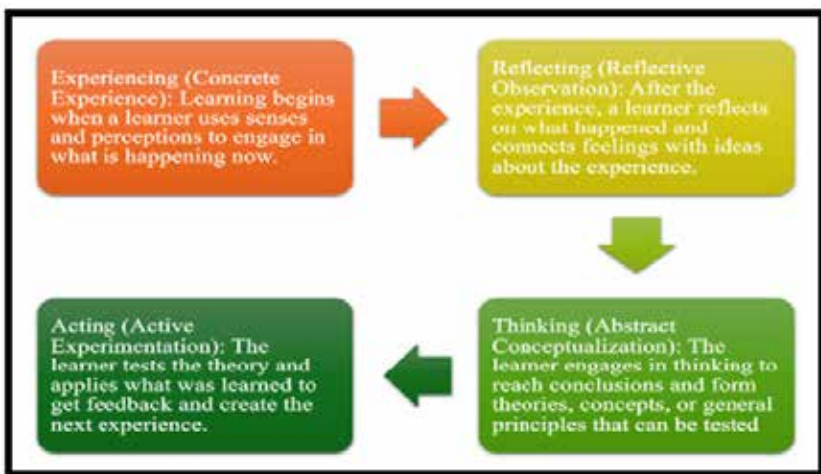 Experiencing (Concrete
Experience): Learning begins
when a learner uses senses
and perceptions to engage in
what is happening now.
Reflecting (Reflective
Observation): After the
experience, a learner reflects
on what happened and
connects feelings with ideas
about the experience.
Thinking (Abstract
Conceptualization): The
learner engages in thinking to
reach conclusions and form
theories, concepts, or general
principles that can be tested
Acting (Active
Experimentation): The
learner tests the theory and
applies what was learned to
get feedback and create the
next experience.